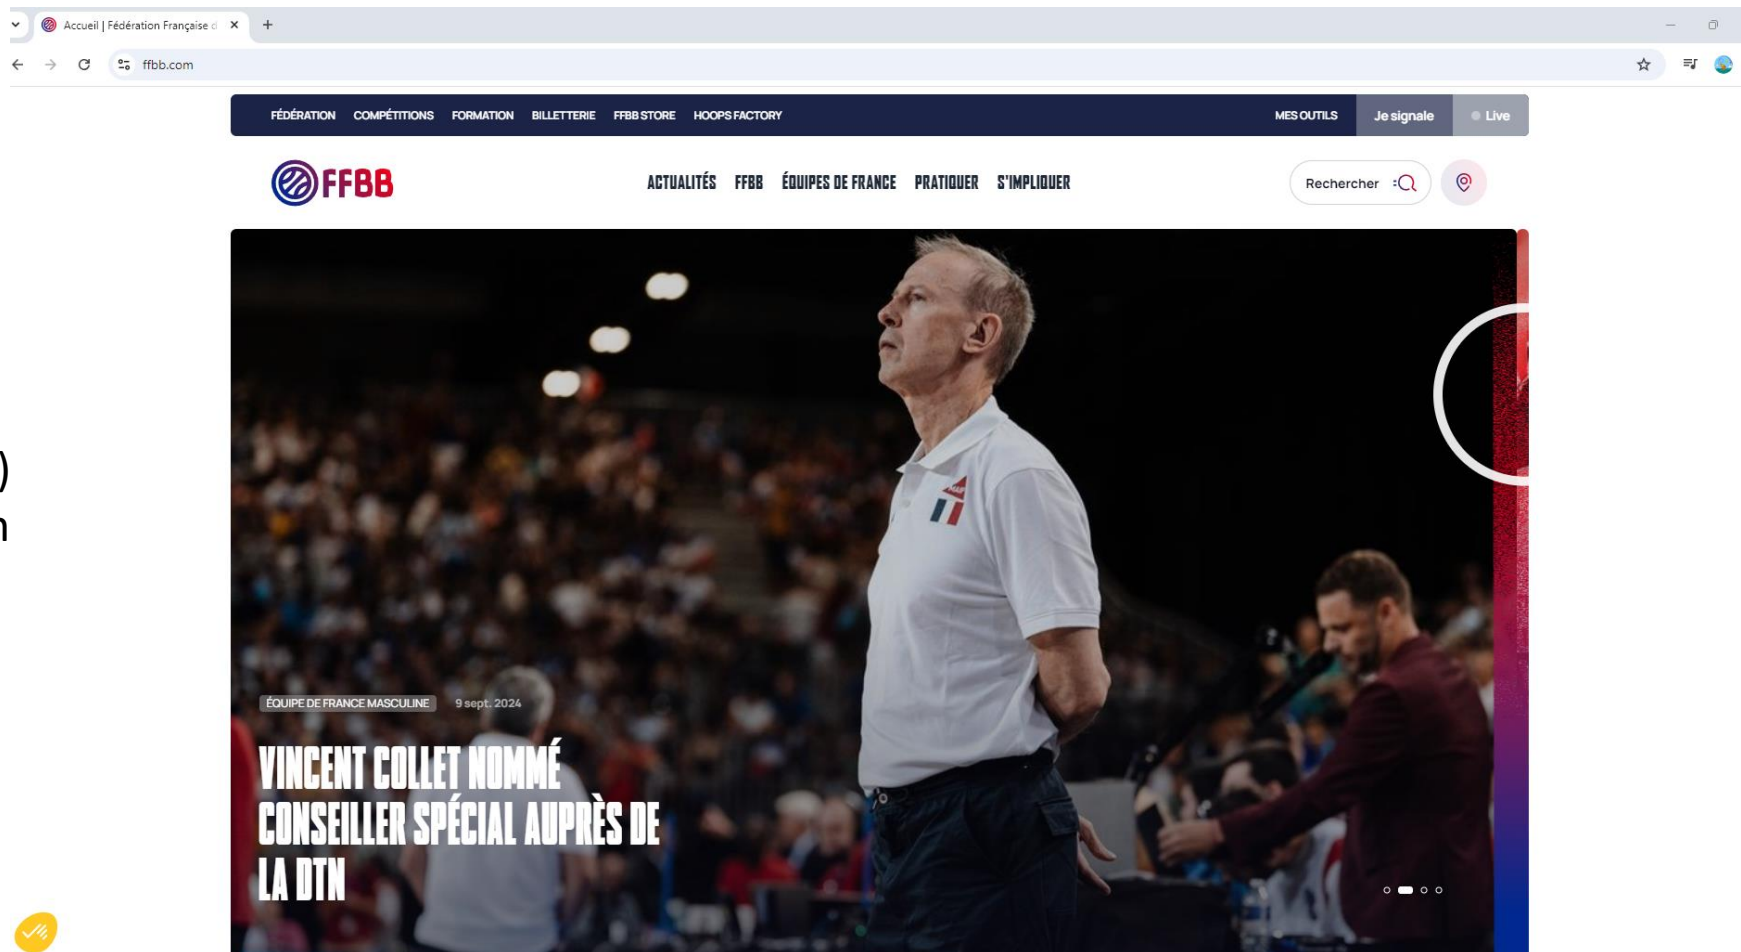 Accueil | Fédération Française d
ffbb.com
FÉDÉRATION COMPÉTITIONS FORMATION BILLETTERIE FFBB STORE HOOPS FACTORY MES OUTILS Je signale Live
FFBB ACTUALITÉS FFBB ÉQUIPES DE FRANCE PRATIQUER S'IMPLIQUER Rechercher
)
n
ÉQUIPE DE FRANCE MASCULINE 9 sept. 2024
VINCENT COLLET NOMMÉ
CONSEILLER SPÉCIAL AUPRÈS DE
LA DTN